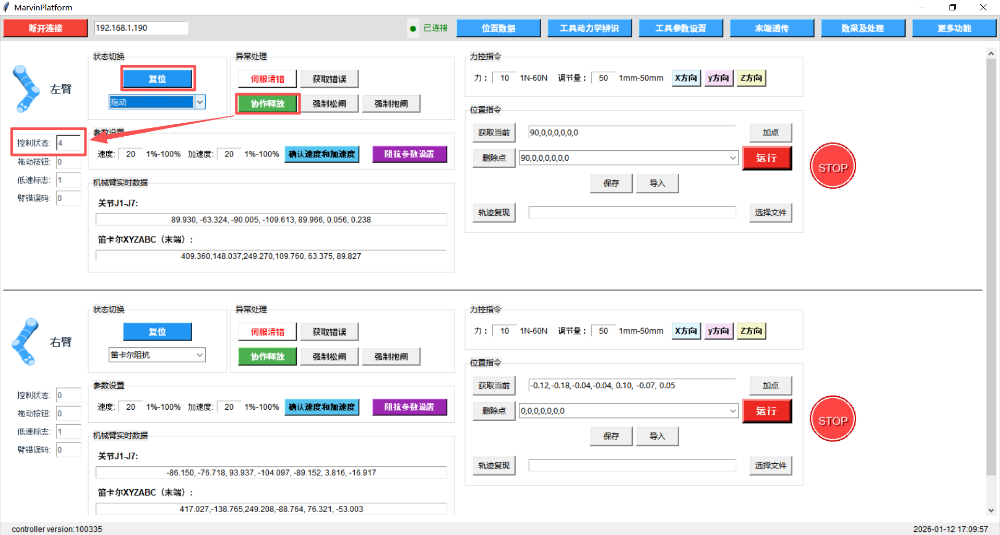 MarvinPlatform
断开连接 192.168.1.190 已连接 位置数据 工具动力学辨识 工具参数设置 末端透传 数采及处理 更多功能
左臂
状态切换
复位
拖动
异常处理
伺服清错 获取错误
协作释放 强制松闸 强制抱闸
控制状态: 4
拖动按钮: 0
低速标志: 1
臂错误码: 0
参数设置
速度: 20 1%-100% 加速度: 20 1%-100% 确认速度和加速度 阻抗参数设置
机械臂实时数据
关节J1-J7:
89.930, -63.324, -90.005, -109.613, 89.966, 0.056, 0.238
笛卡尔XYZABC（末端）:
409.360,148.037,249.270,109.760, 63.375, 89.827
力控指令
力: 10 1N-60N 调节量: 50 1mm-50mm X方向 y方向 Z方向
位置指令
获取当前 90,0,0,0,0,0,0 加点
删除点 90,0,0,0,0,0,0 运行
保存 导入
轨迹复现 选择文件
STOP
右臂
状态切换
复位
笛卡尔阻抗
异常处理
伺服清错 获取错误
协作释放 强制松闸 强制抱闸
控制状态: 0
拖动按钮: 0
低速标志: 1
臂错误码: 0
参数设置
速度: 20 1%-100% 加速度: 20 1%-100% 确认速度和加速度 阻抗参数设置
机械臂实时数据
关节J1-J7:
-86.150, -76.718, 93.937, -104.097, -89.152, 3.816, -16.917
笛卡尔XYZABC（末端）:
417.027,-138.765,249.208,-88.764, 76.321, -53.003
力控指令
力: 10 1N-60N 调节量: 50 1mm-50mm X方向 y方向 Z方向
位置指令
获取当前 -0.12,-0.18,-0.04,-0.04, 0.10, -0.07, 0.05 加点
删除点 0,0,0,0,0,0,0 运行
保存 导入
轨迹复现 选择文件
STOP
controller version:100335 2026-01-12 17:09:57